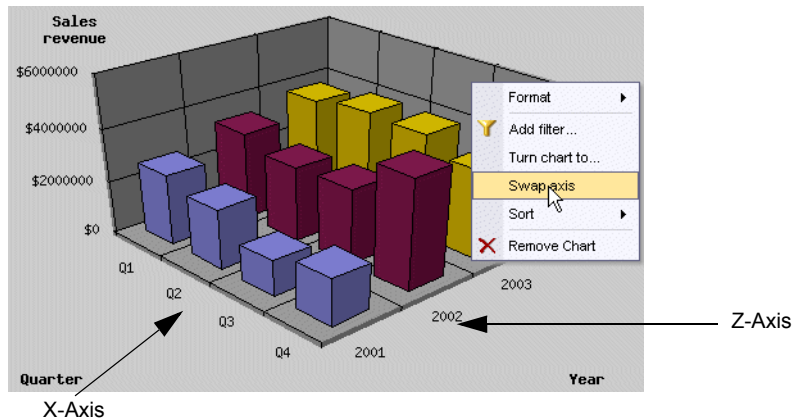 Sales
revenue
$6000000
$4000000
$2000000
$0
Q1
Q2
Q3
Q4
2001
2002
2003
Quarter
Year
Format
Add filter...
Turn chart to...
Swap axis
Sort
Remove Chart
Z-Axis
X-Axis